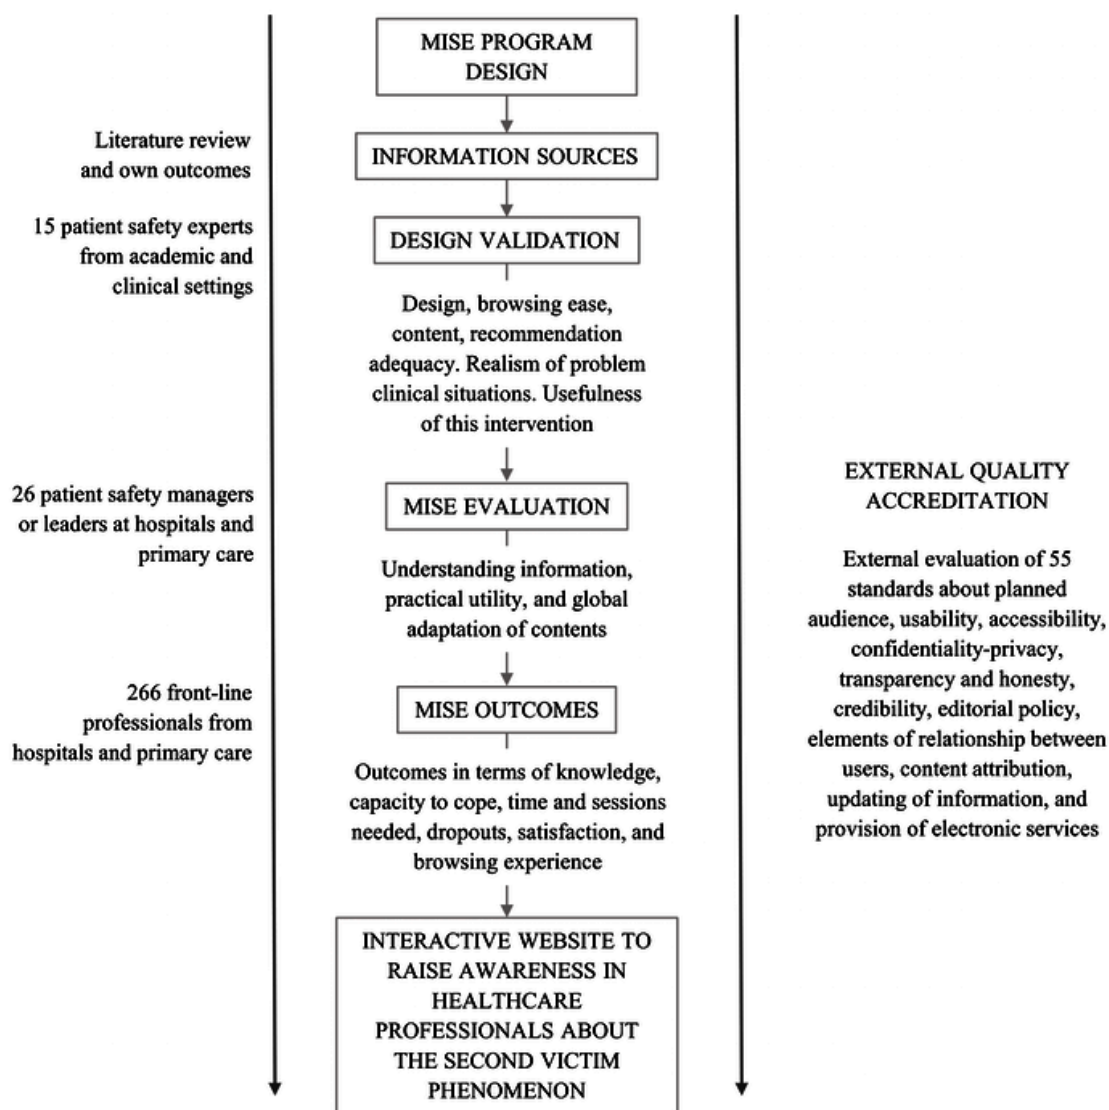 MISE PROGRAM
DESIGN
Literature review
and own outcomes
INFORMATION SOURCES
15 patient safety experts
from academic and
clinical settings
DESIGN VALIDATION
Design, browsing ease,
content, recommendation
adequacy. Realism of problem
clinical situations. Usefulness
of this intervention
26 patient safety managers
or leaders at hospitals and
primary care
MISE EVALUATION
Understanding information,
practical utility, and global
adaptation of contents
266 front-line
professionals from
hospitals and primary care
MISE OUTCOMES
Outcomes in terms of knowledge,
capacity to cope, time and sessions
needed, dropouts, satisfaction, and
browsing experience
INTERACTIVE WEBSITE TO
RAISE AWARENESS IN
HEALTHCARE
PROFESSIONALS ABOUT
THE SECOND VICTIM
PHENOMENON
EXTERNAL QUALITY
ACCREDITATION
External evaluation of 55
standards about planned
audience, usability, accessibility,
confidentiality-privacy,
transparency and honesty,
credibility, editorial policy,
elements of relationship between
users, content attribution,
updating of information, and
provision of electronic services